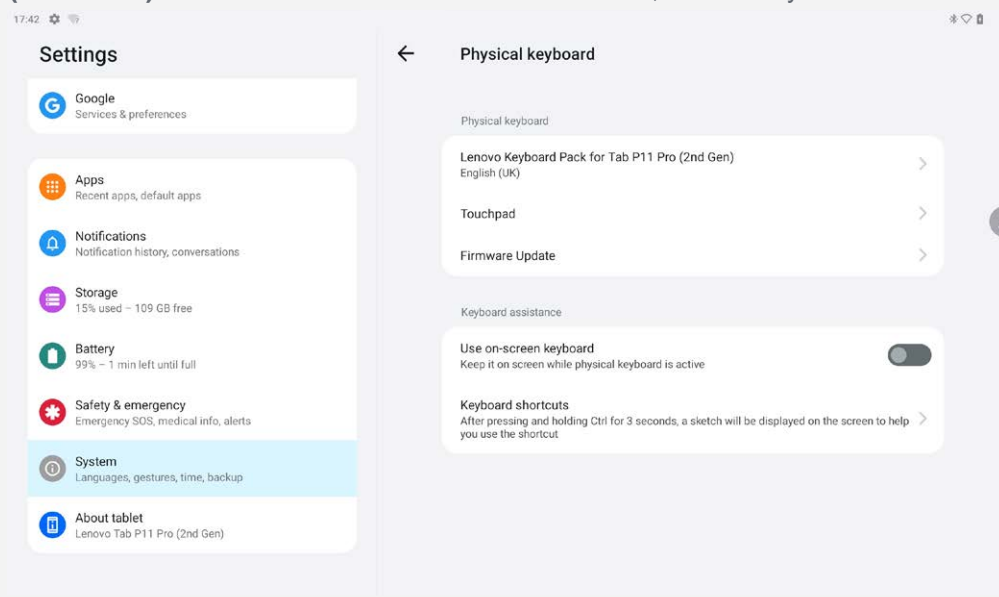 17:42
Settings
Google
Services & preferences
Apps
Recent apps, default apps
Notifications
Notification history, conversations
Storage
15% used – 109 GB free
Battery
99% – 1 min left until full
Safety & emergency
Emergency SOS, medical info, alerts
System
Languages, gestures, time, backup
About tablet
Lenovo Tab P11 Pro (2nd Gen)
Physical keyboard
Physical keyboard
Lenovo Keyboard Pack for Tab P11 Pro (2nd Gen)
English (UK)
Touchpad
Firmware Update
Keyboard assistance
Use on-screen keyboard
Keep it on screen while physical keyboard is active
Keyboard shortcuts
After pressing and holding Ctrl for 3 seconds, a sketch will be displayed on the screen to help
you use the shortcut